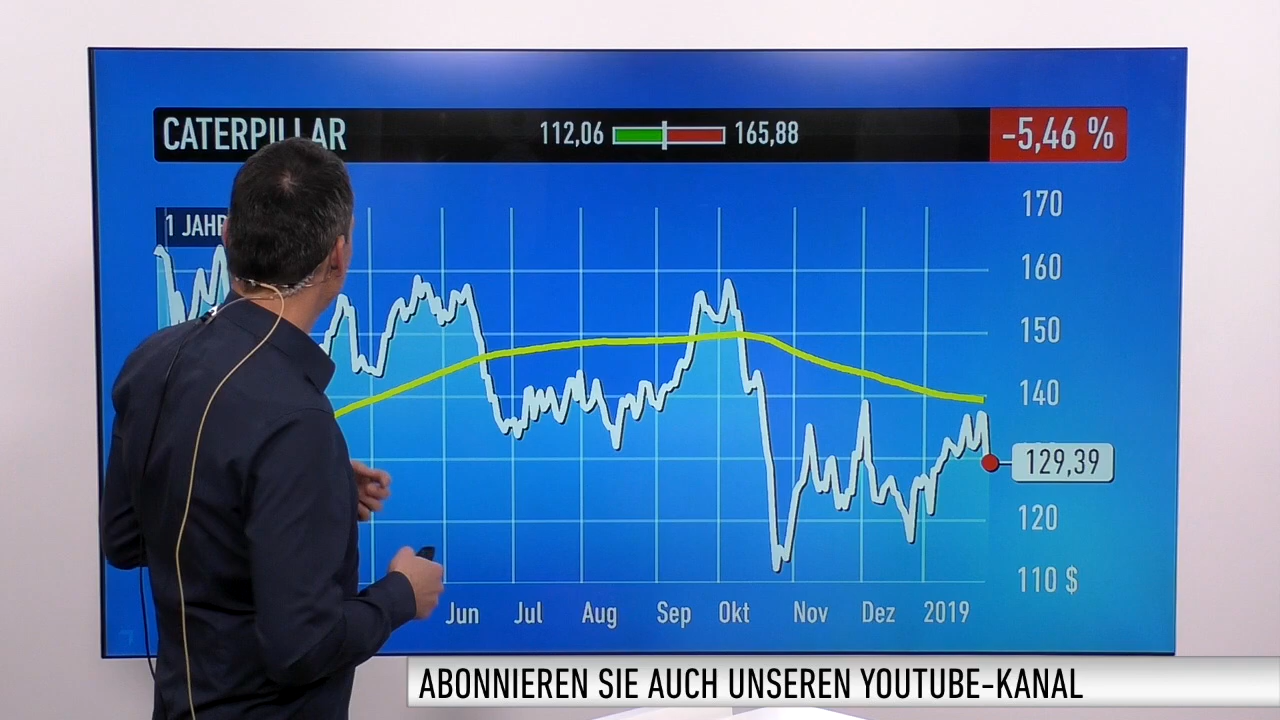 CATERPILLAR 112,06 165,88 -5,46 %
1 JAHR
170
160
150
140
129,39
120
110 $
Jun Jul Aug Sep Okt Nov Dez 2019
ABONNIEREN SIE AUCH UNSEREN YOUTUBE-KANAL